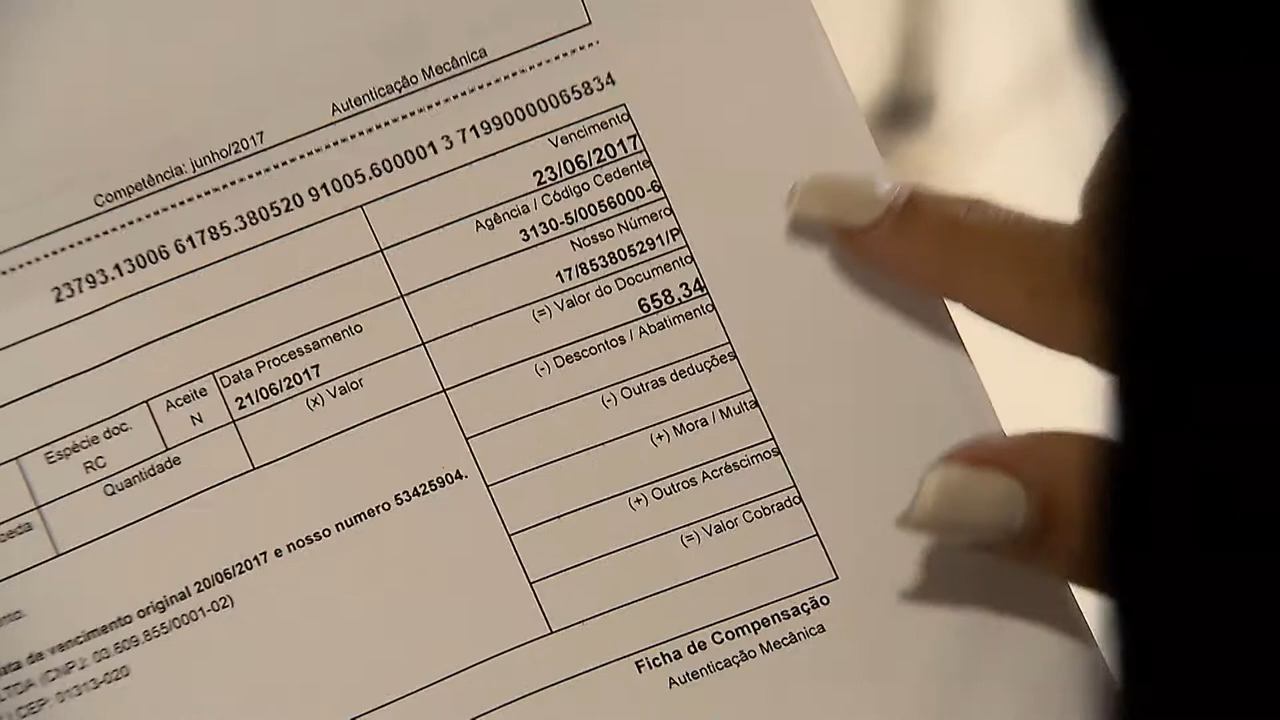 Autenticação Mecânica
Competência: junho/2017
23793.13006 61785.380520 91005.600001 3 71990000065834
Vencimento
23/06/2017
Agência / Código Cedente
3130-5/0056000-6
Nosso Número
17/853805291/P
(=) Valor do Documento
658,34
(-) Descontos / Abatimento
(-) Outras deduções
(+) Mora / Multa
(+) Outros Acréscimos
(=) Valor Cobrado
Espécie doc.
RC
Aceite
N
Data Processamento
21/06/2017
Quantidade
(x) Valor
de vencimento original 20/06/2017 e nosso numero 53425904.
LTDA (CNPJ: 03.609.855/0001-02)
CEP: 01313-020
Ficha de Compensação
Autenticação Mecânica